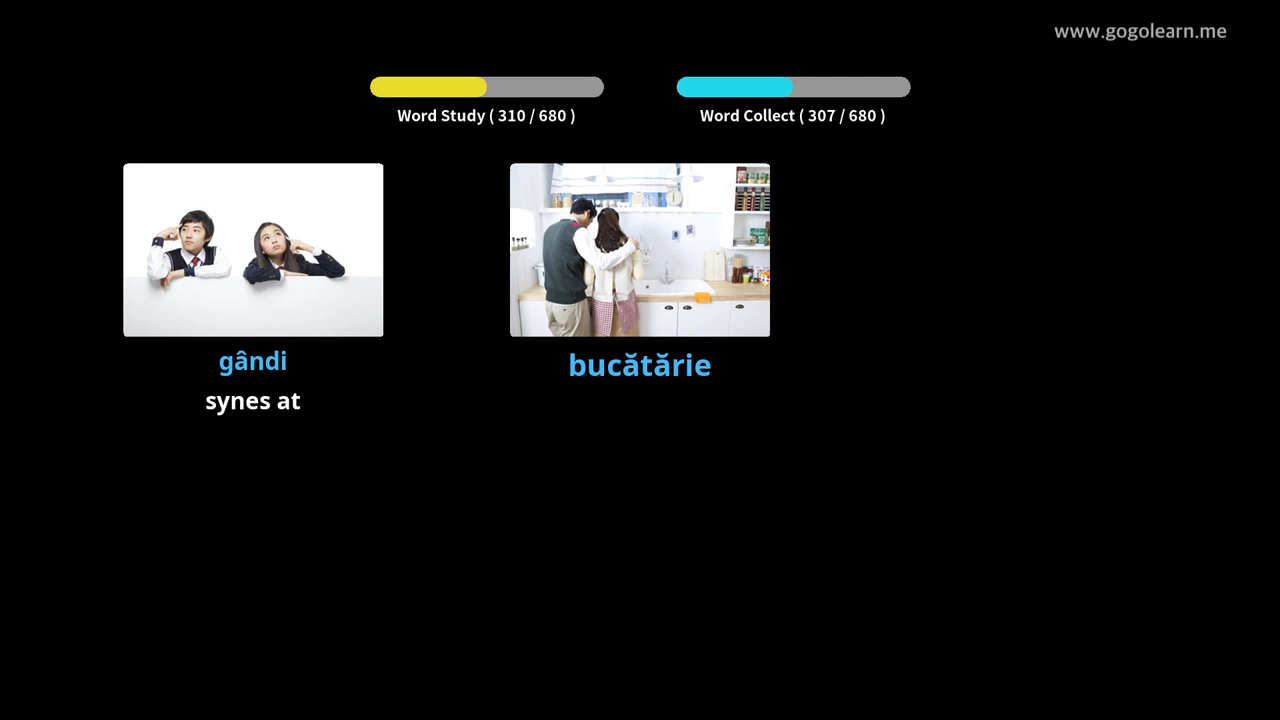 www.gogolearn.me
Word Study ( 310 / 680 )
Word Collect ( 307 / 680 )
gândi
synes at
bucătărie